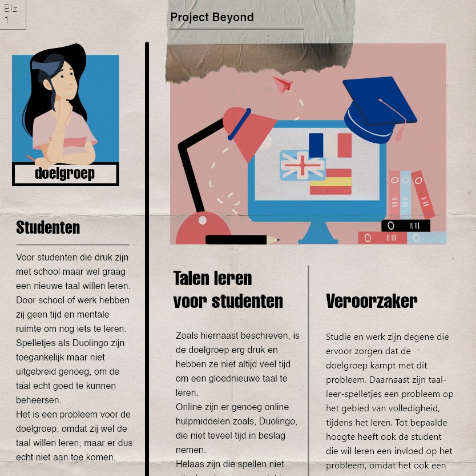 Blz.
1
Project Beyond
doelgroep
Studenten
Voor studenten die druk zijn
met school maar wel graag
een nieuwe taal willen leren.
Door school of werk hebben
zij geen tijd en mentale
ruimte om nog iets te leren.
Spelletjes als Duolingo zijn
toegankelijk maar niet
uitgebreid genoeg, om de
taal echt goed te kunnen
beheersen.
Het is een probleem voor de
doelgroep, omdat zij wel de
taal willen leren, maar er dus
echt niet aan toe komen.
Talen leren
voor studenten
Zoals hiernaast beschreven, is
de doelgroep erg druk en
hebben ze niet altijd veel tijd
om een gloednieuwe taal te
leren.
Online zijn er genoeg online
hulpmiddelen zoals, Duolingo,
die niet teveel tijd in beslag
nemen.
Helaas zijn die spellen niet
Veroorzaker
Studie en werk zijn degene die
ervoor zorgen dat de
doelgroep kampt met dit
probleem. Daarnaast zijn taal-
leer-spelletjes een probleem op
het gebied van volledigheid,
tijdens het leren. Tot bepaalde
hoogte heeft ook de student
die wil leren een invloed op het
probleem, omdat het ook een